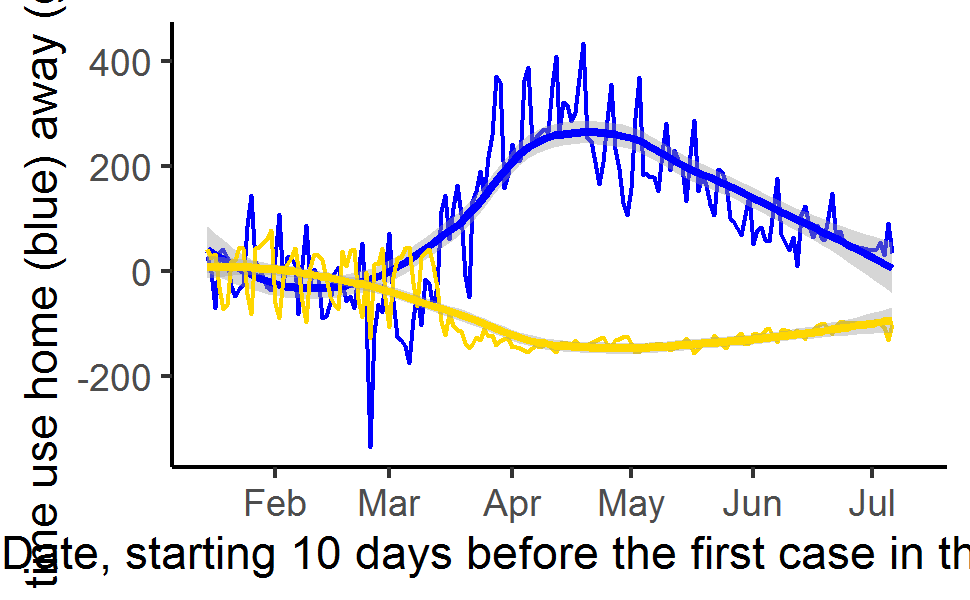 time use home (blue) away (
400
200
0
-200
Feb Mar Apr May Jun Jul
Date, starting 10 days before the first case in th